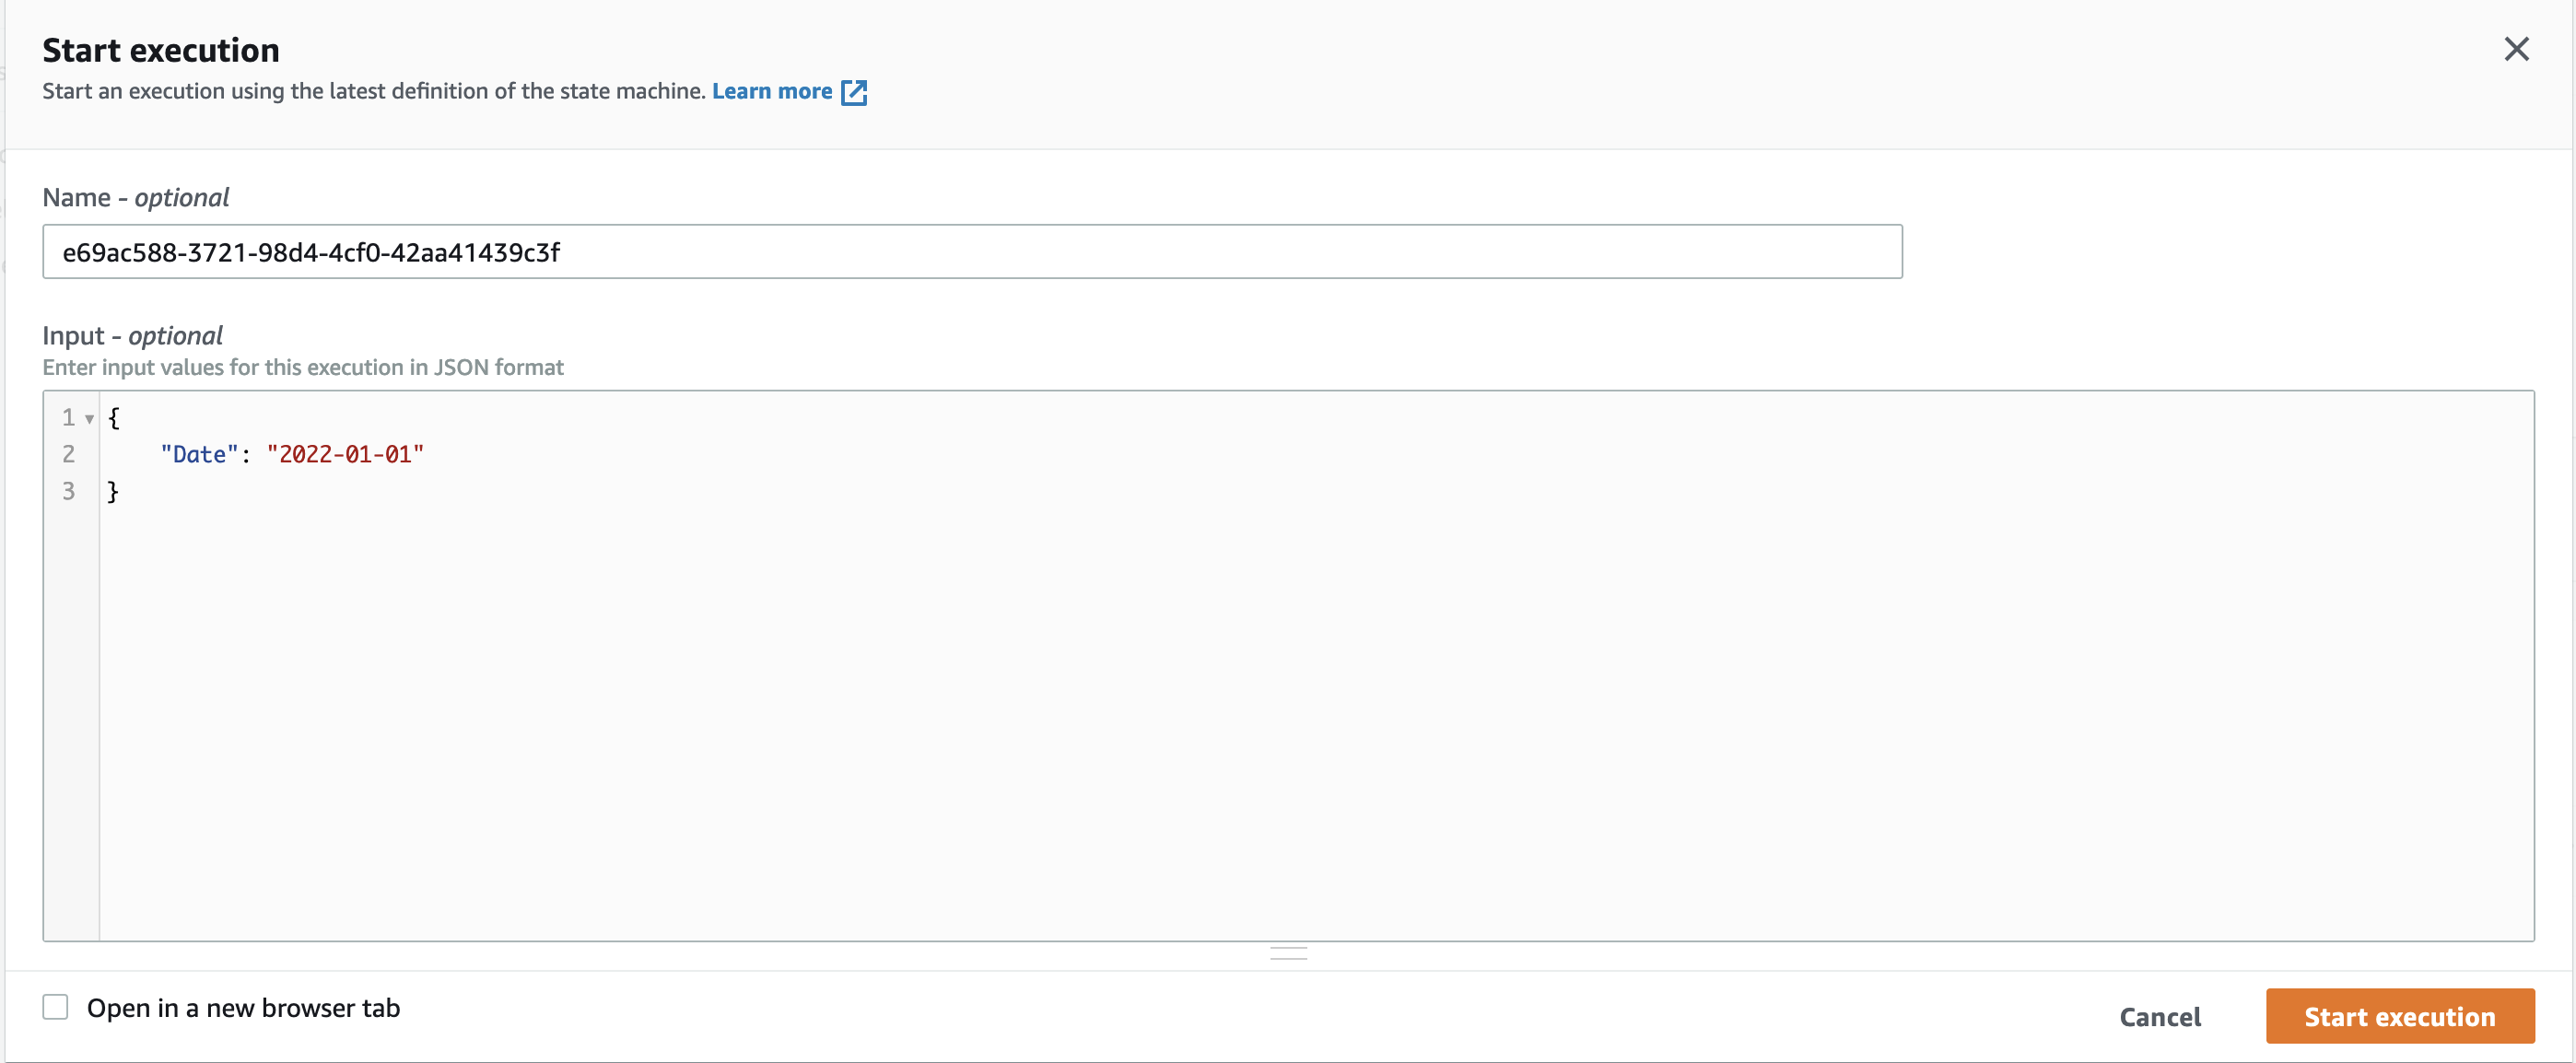 Start execution
Start an execution using the latest definition of the state machine. Learn more
Name - optional
e69ac588-3721-98d4-4cf0-42aa41439c3f
Input - optional
Enter input values for this execution in JSON format
1 {
2     "Date": "2022-01-01"
3 }
Open in a new browser tab
Cancel
Start execution